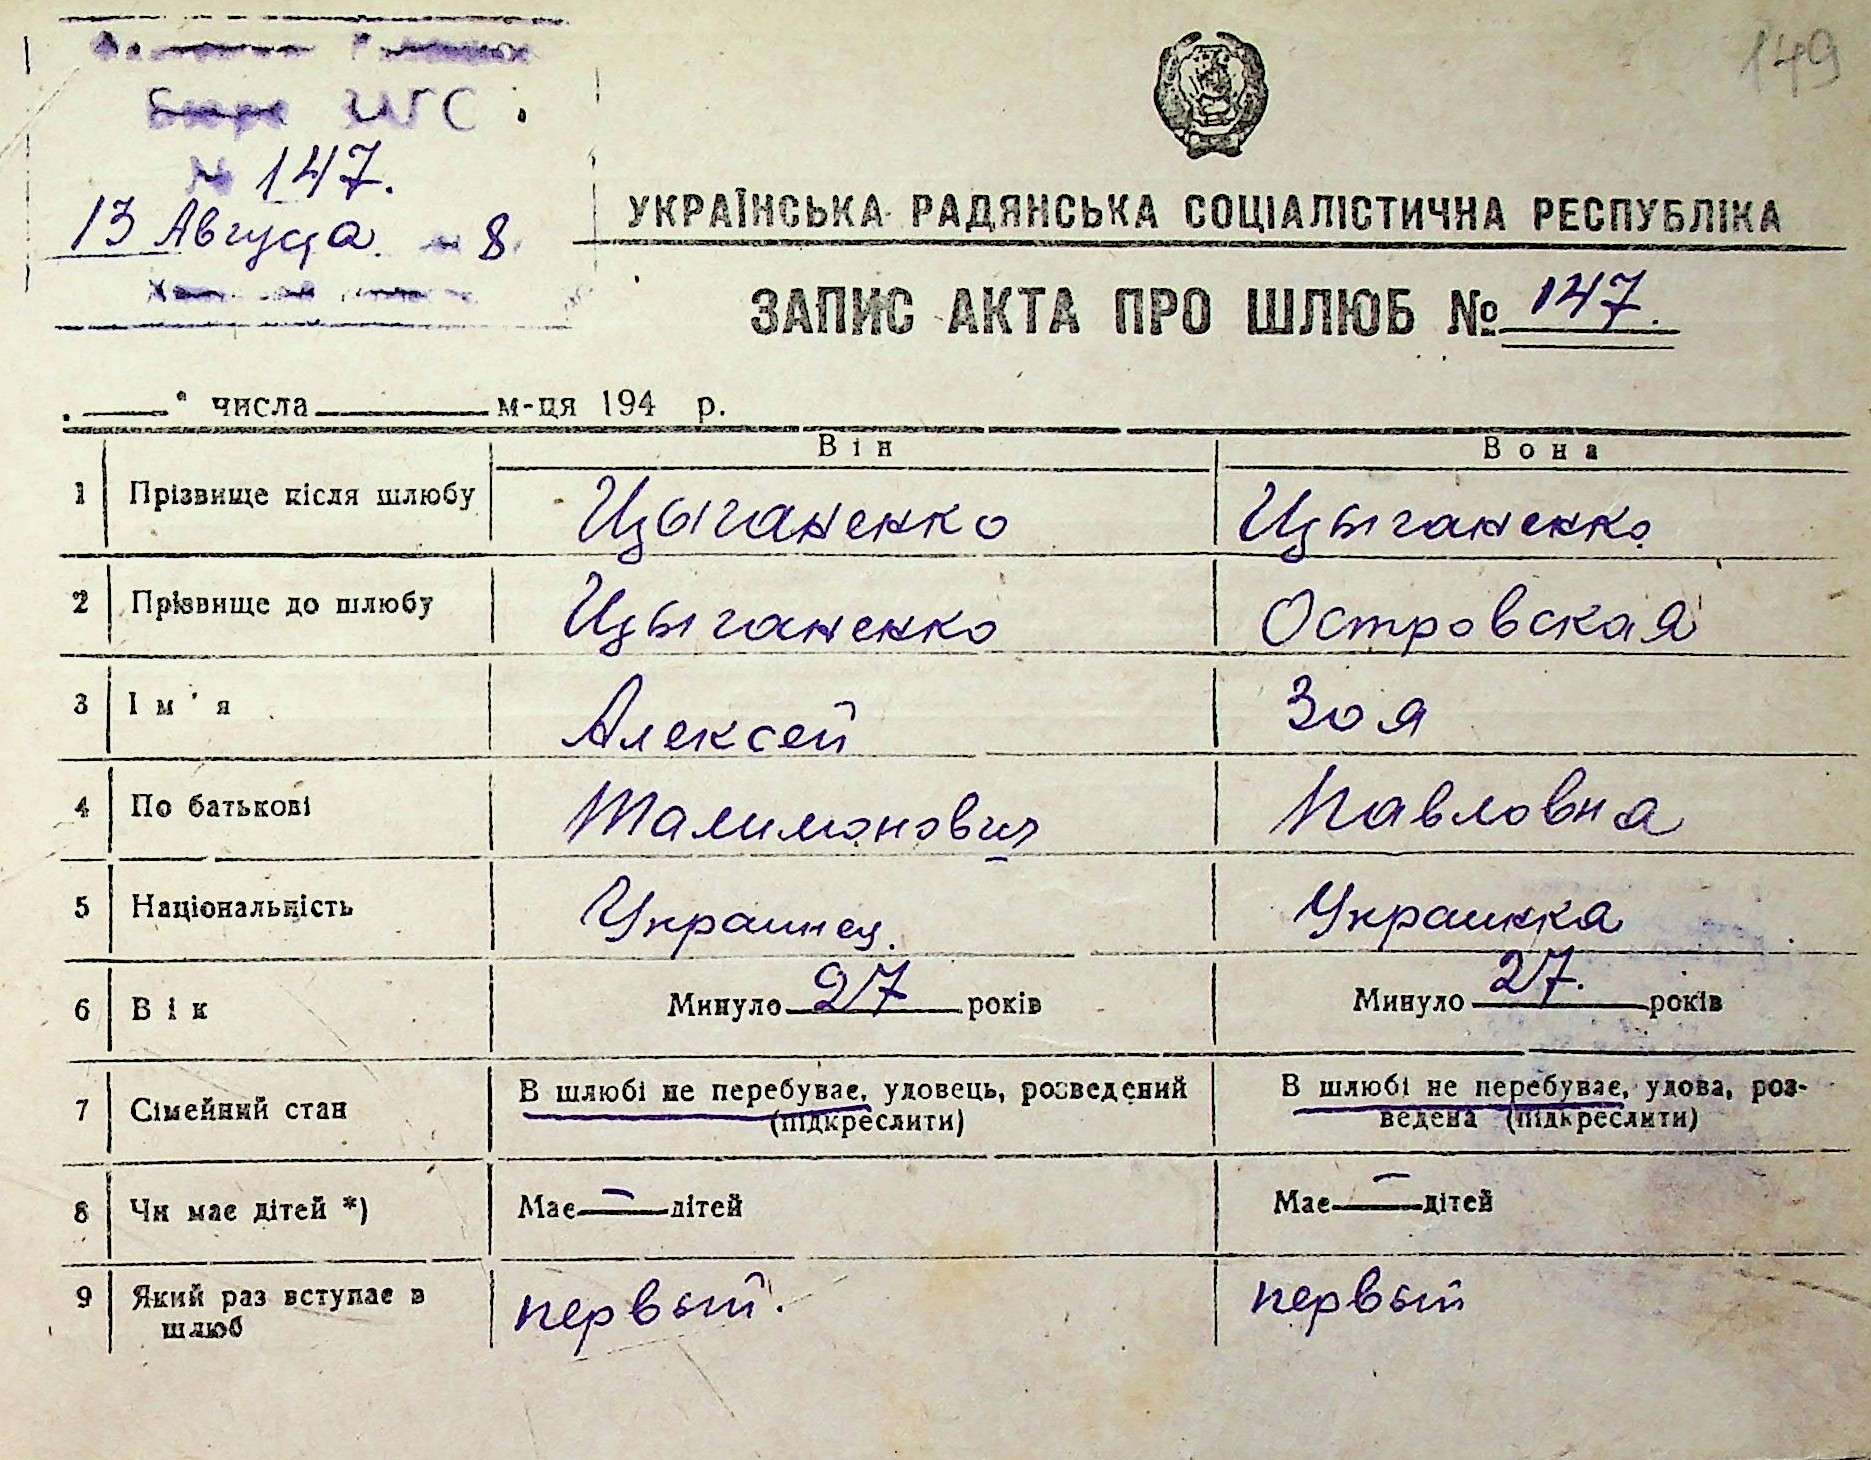 149
Бюро ЗАГС
№ 147.
13 Августа 8
УКРАЇНСЬКА РАДЯНСЬКА СОЦІАЛІСТИЧНА РЕСПУБЛІКА
ЗАПИС АКТА ПРО ШЛЮБ № 147.
числа м-ця 194 р.
Він Вона
1 Прізвище після шлюбу Цыганенко Цыганенко
2 Прізвище до шлюбу Цыганенко Островская
3 Ім'я Алексей Зоя
4 По батькові Павловна
5 Національність Украинец. Украинка
6 Вік Минуло 27 років Минуло 27. років
7 Сімейний стан В шлюбі не перебуває, удовець, розведений В шлюбі не перебуває, удова, роз-
(підкреслити) ведена (підкреслити)
8 Чи має дітей *) Має — дітей Має — дітей
9 Який раз вступає в первый. первый
шлюб